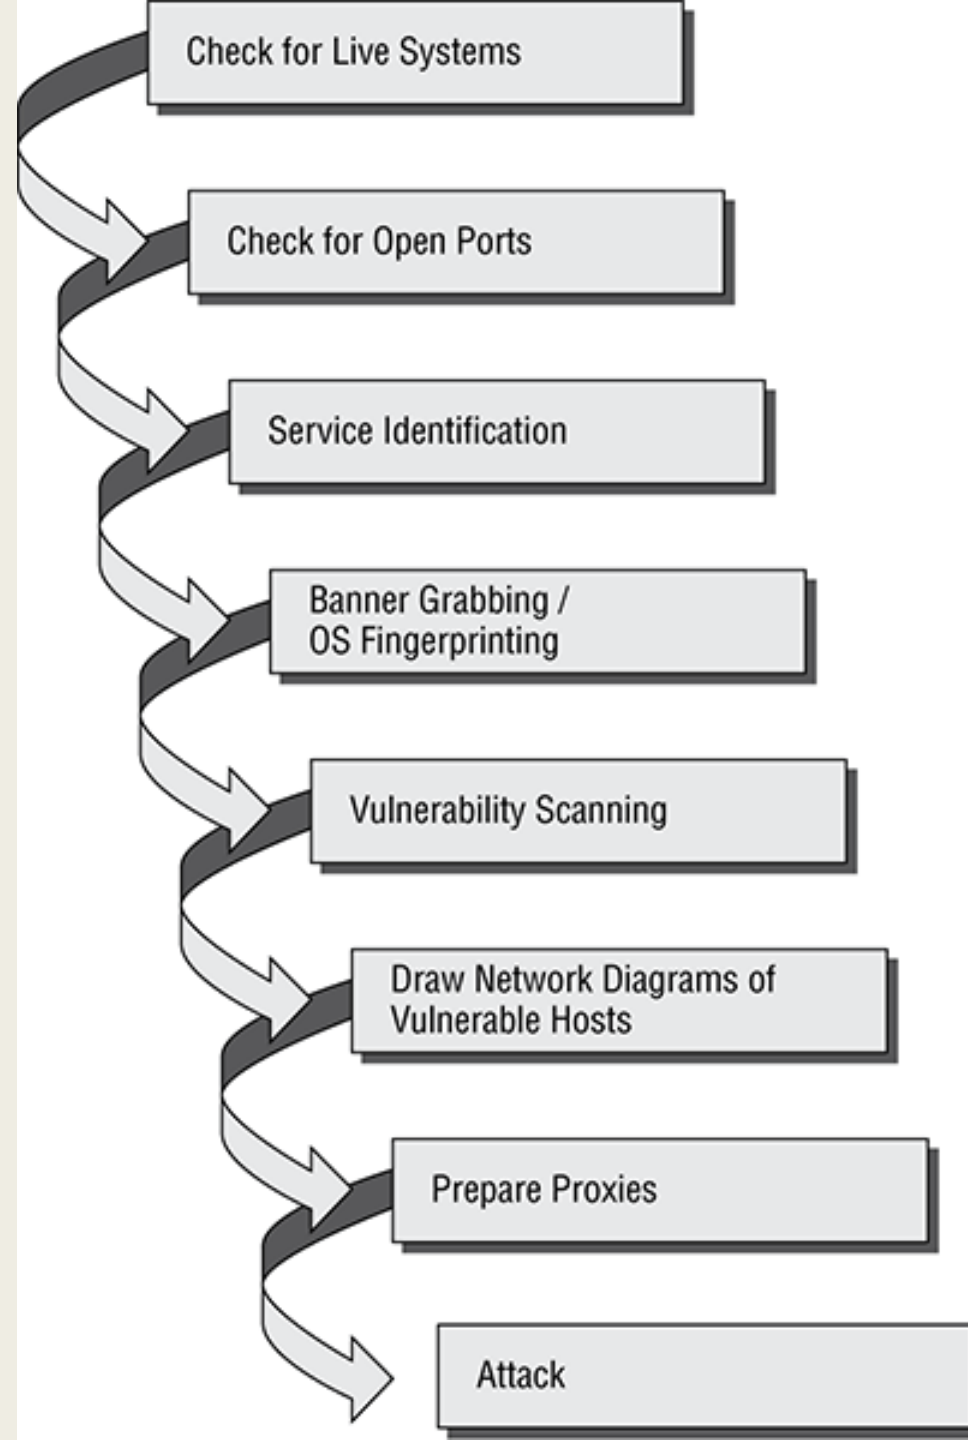 Check for Live Systems
Check for Open Ports
Service Identification
Banner Grabbing /
OS Fingerprinting
Vulnerability Scanning
Draw Network Diagrams of
Vulnerable Hosts
Prepare Proxies
Attack